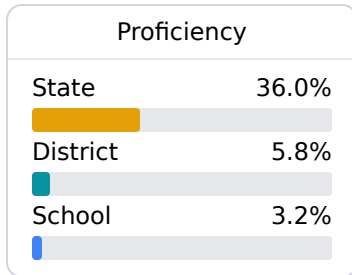 Proficiency
State 36.0%
District 5.8%
School 3.2%